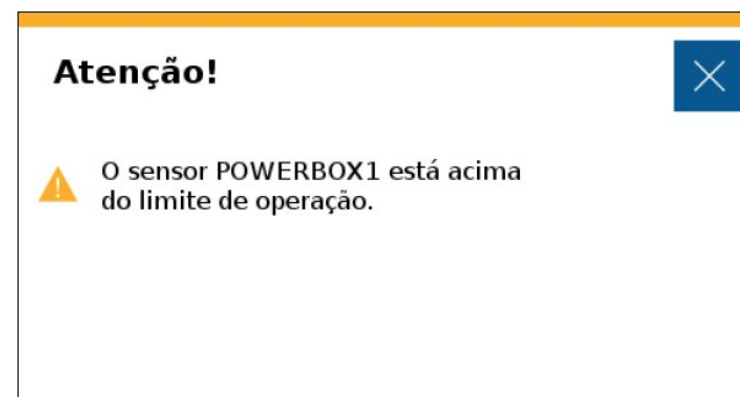 Atenção!
O sensor POWERBOX1 está acima
do limite de operação.